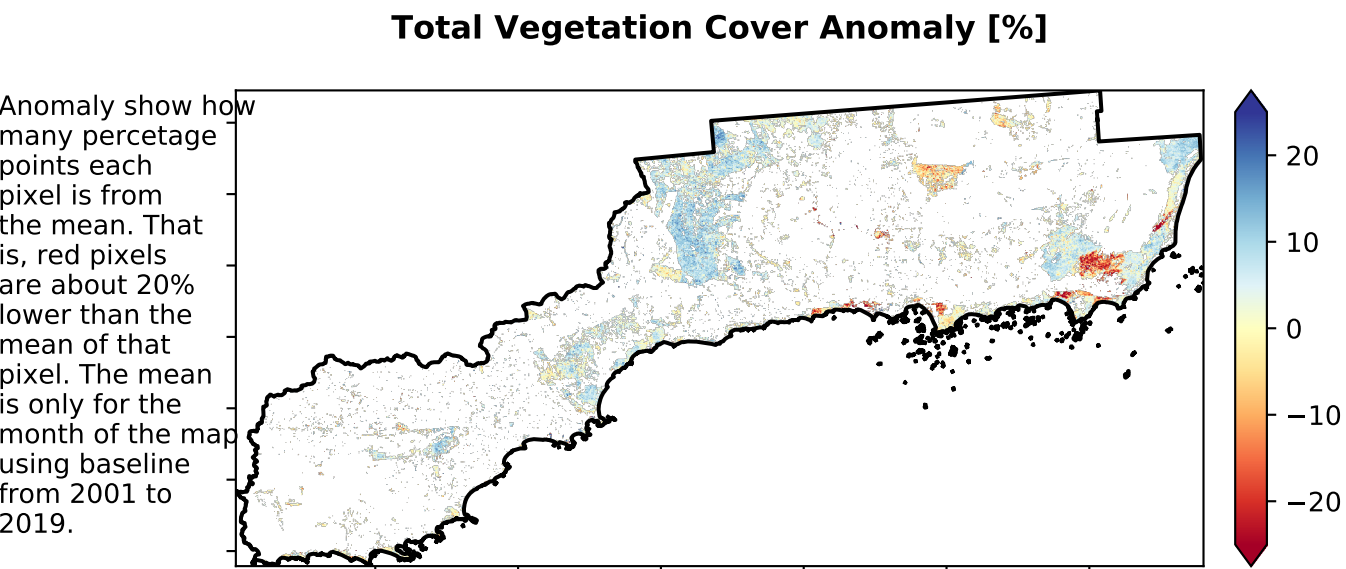 Total Vegetation Cover Anomaly [%]
Anomaly show how
many percetage
points each
pixel is from
the mean. That
is, red pixels
are about 20%
lower than the
mean of that
pixel. The mean
is only for the
month of the map
using baseline
from 2001 to
2019.
20
10
0
−10
−20